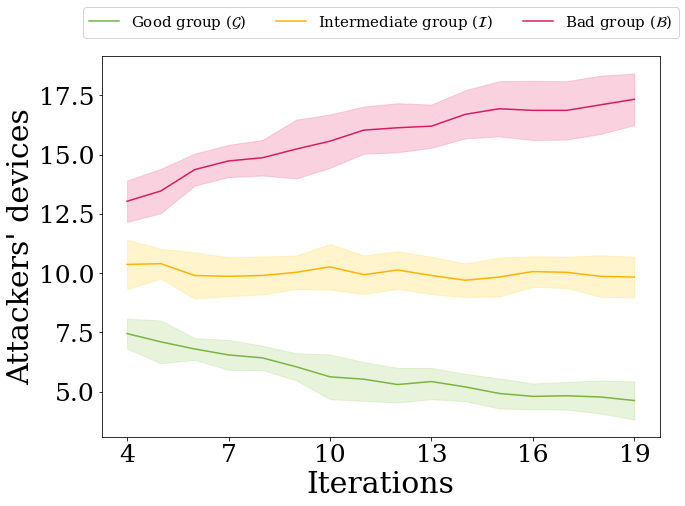 Good group (𝒢) Intermediate group (ℐ) Bad group (ℬ)
Attackers' devices
17.5
15.0
12.5
10.0
7.5
5.0
4 7 10 13 16 19
Iterations